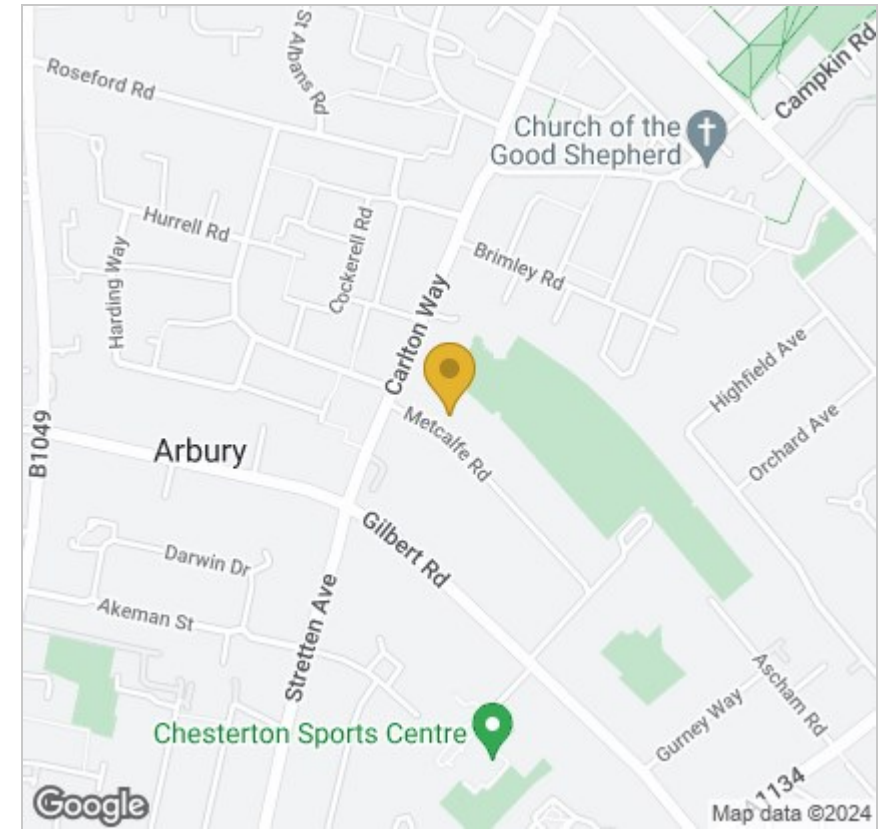 St Albans Rd
Roseford Rd
Campkin Rd
Church of the
Good Shepherd
Hurrell Rd
Cockerell Rd
Harding Way
Brimley Rd
Carlton Way
Highfield Ave
Orchard Ave
Metcalfe Rd
B1049
Arbury
Gilbert Rd
Darwin Dr
Akeman St
Stretten Ave
Ascham Rd
Gurney Way
Chesterton Sports Centre
A1134
Google
Map data ©2024